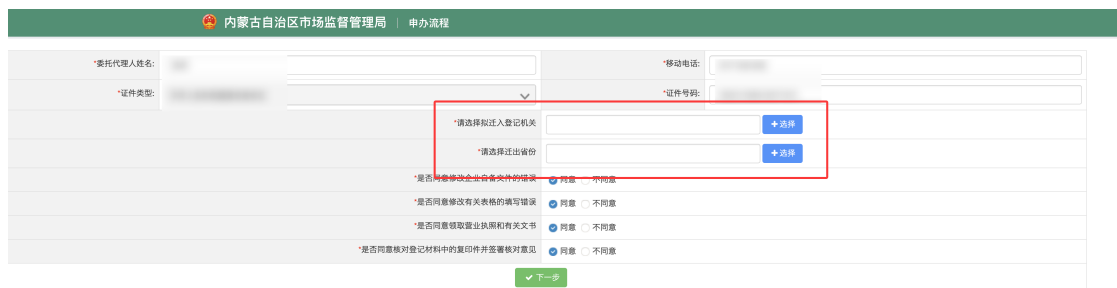 内蒙古自治区市场监督管理局 | 申办流程
*委托代理人姓名: *移动电话:
*证件类型: *证件号码:
*请选择拟迁入登记机关 +选择
*请选择迁出省份 +选择
*是否同意修改企业自备文件的错误 同意 不同意
*是否同意修改有关表格的填写错误 同意 不同意
*是否同意领取营业执照和有关文书 同意 不同意
*是否同意核对登记材料中的复印件并签署核对意见 同意 不同意
下一步